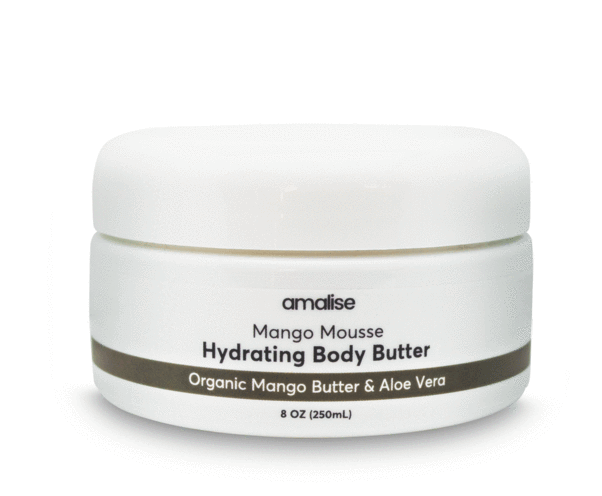 amalise
Mango Mousse
Hydrating Body Butter
Organic Mango Butter & Aloe Vera
8 OZ (250mL)